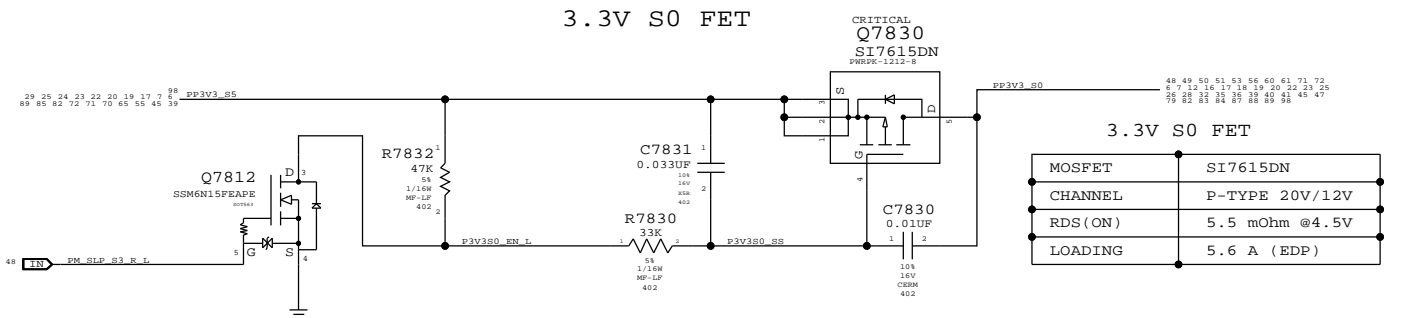 3.3V S0 FET
CRITICAL
Q7830
SI7615DN
PWRPK-1212-8
98
29 25 24 23 22 20 19 17 7 6
89 85 82 72 71 70 65 55 45 39
PP3V3_S5
PP3V3_S0
48 49 50 51 53 56 60 61 71 72
6 7 12 16 17 18 19 20 22 23 25
26 28 32 35 36 39 40 41 45 47
79 82 83 84 87 88 89 98
S
3
2
1
D
5
G
4
R7832
1
47K
5%
1/16W
MF-LF
402
2
C7831
1
0.033UF
10%
16V
X5R
402
2
Q7812
SSM6N15FEAPE
SOT563
D
3
5
G
S
4
R7830
33K
1
2
5%
1/16W
MF-LF
402
P3V3S0_EN_L
P3V3S0_SS
C7830
0.01UF
1
2
10%
16V
CERM
402
48
IN
PM_SLP_S3_R_L
3.3V S0 FET
MOSFET SI7615DN
CHANNEL P-TYPE 20V/12V
RDS(ON) 5.5 mOhm @4.5V
LOADING 5.6 A (EDP)